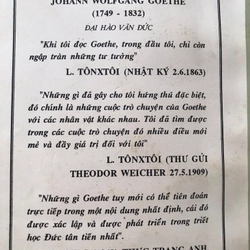 JOHANN WOLFGANG GOETHE
(1749 - 1832)
ĐẠI HÀO VĂN ĐỨC
"Khi tôi đọc Goethe, trong đầu tôi, chỉ còn
ngập tràn những tư tưởng"
L. TÔNXTÔI (NHẬT KÝ 2.6.1863)
"Những gì đã gây cho tôi hứng thú đặc biệt,
đó chính là những cuộc trò chuyện của Goethe
với các nhân vật khác nhau. Tôi đã tìm được
trong các cuộc trò chuyện đó nhiều điều mới
mẻ và đầy giá trị đối với tôi"
L. TÔNXTÔI (THƯ GỬI
THEODOR WEICHER 27.5.1909)
"Những gì Goethe tuy mới có thể tiên đoán
trực tiếp trong một nội dung nhất định, cái đó
được xác lập và được phát triển trong triết
học Đức tân tiến nhất".